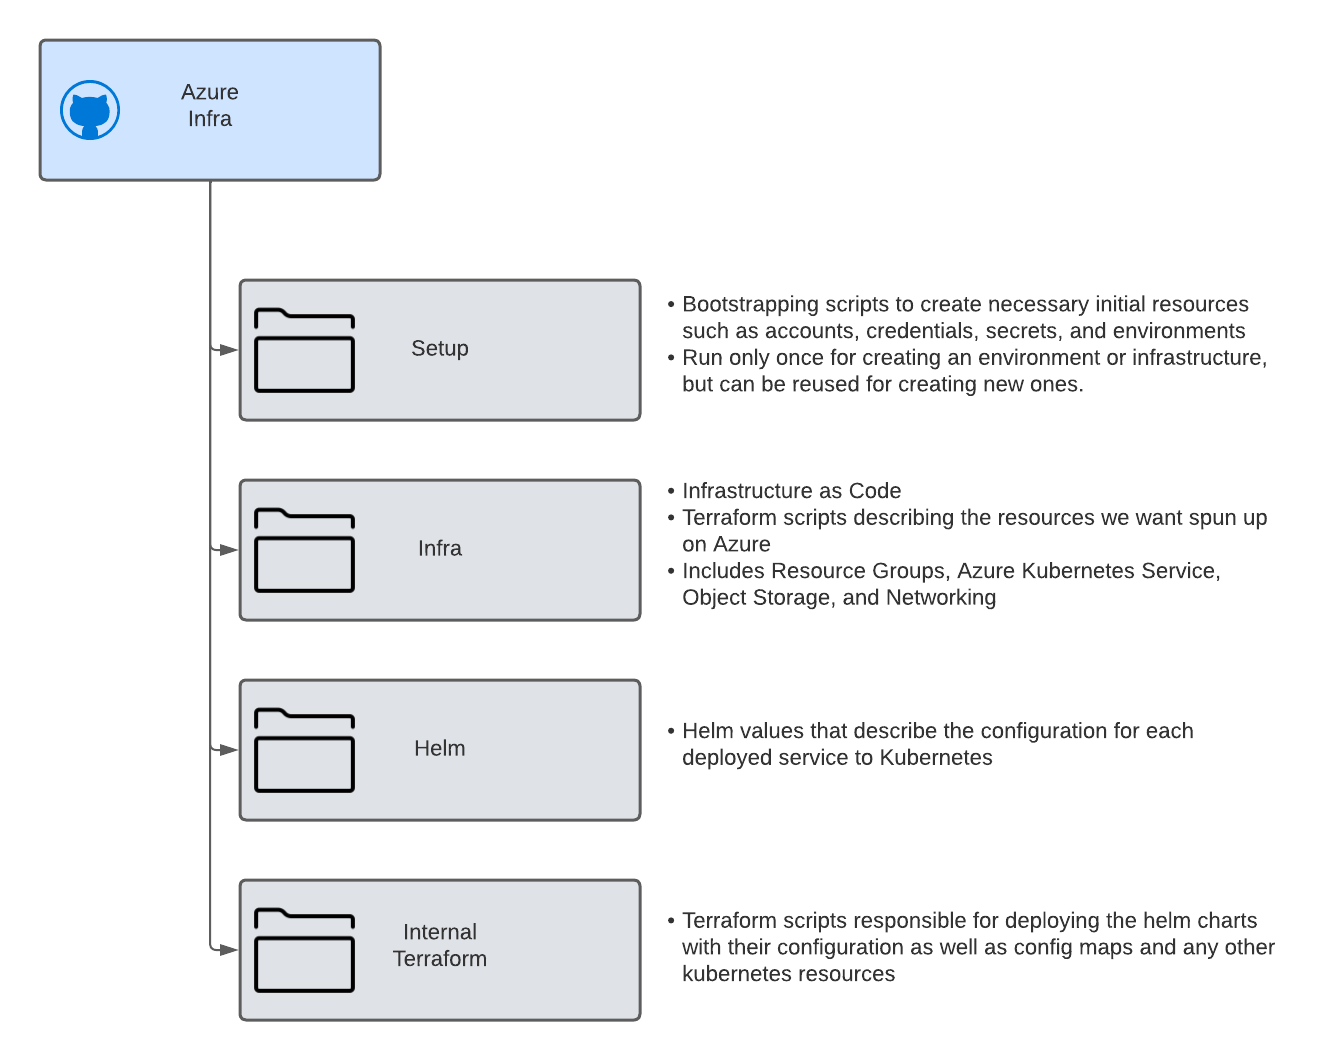 Azure
Infra
Setup
• Bootstrapping scripts to create necessary initial resources
such as accounts, credentials, secrets, and environments
• Run only once for creating an environment or infrastructure,
but can be reused for creating new ones.
Infra
• Infrastructure as Code
• Terraform scripts describing the resources we want spun up
on Azure
• Includes Resource Groups, Azure Kubernetes Service,
Object Storage, and Networking
Helm
• Helm values that describe the configuration for each
deployed service to Kubernetes
Internal
Terraform
• Terraform scripts responsible for deploying the helm charts
with their configuration as well as config maps and any other
kubernetes resources